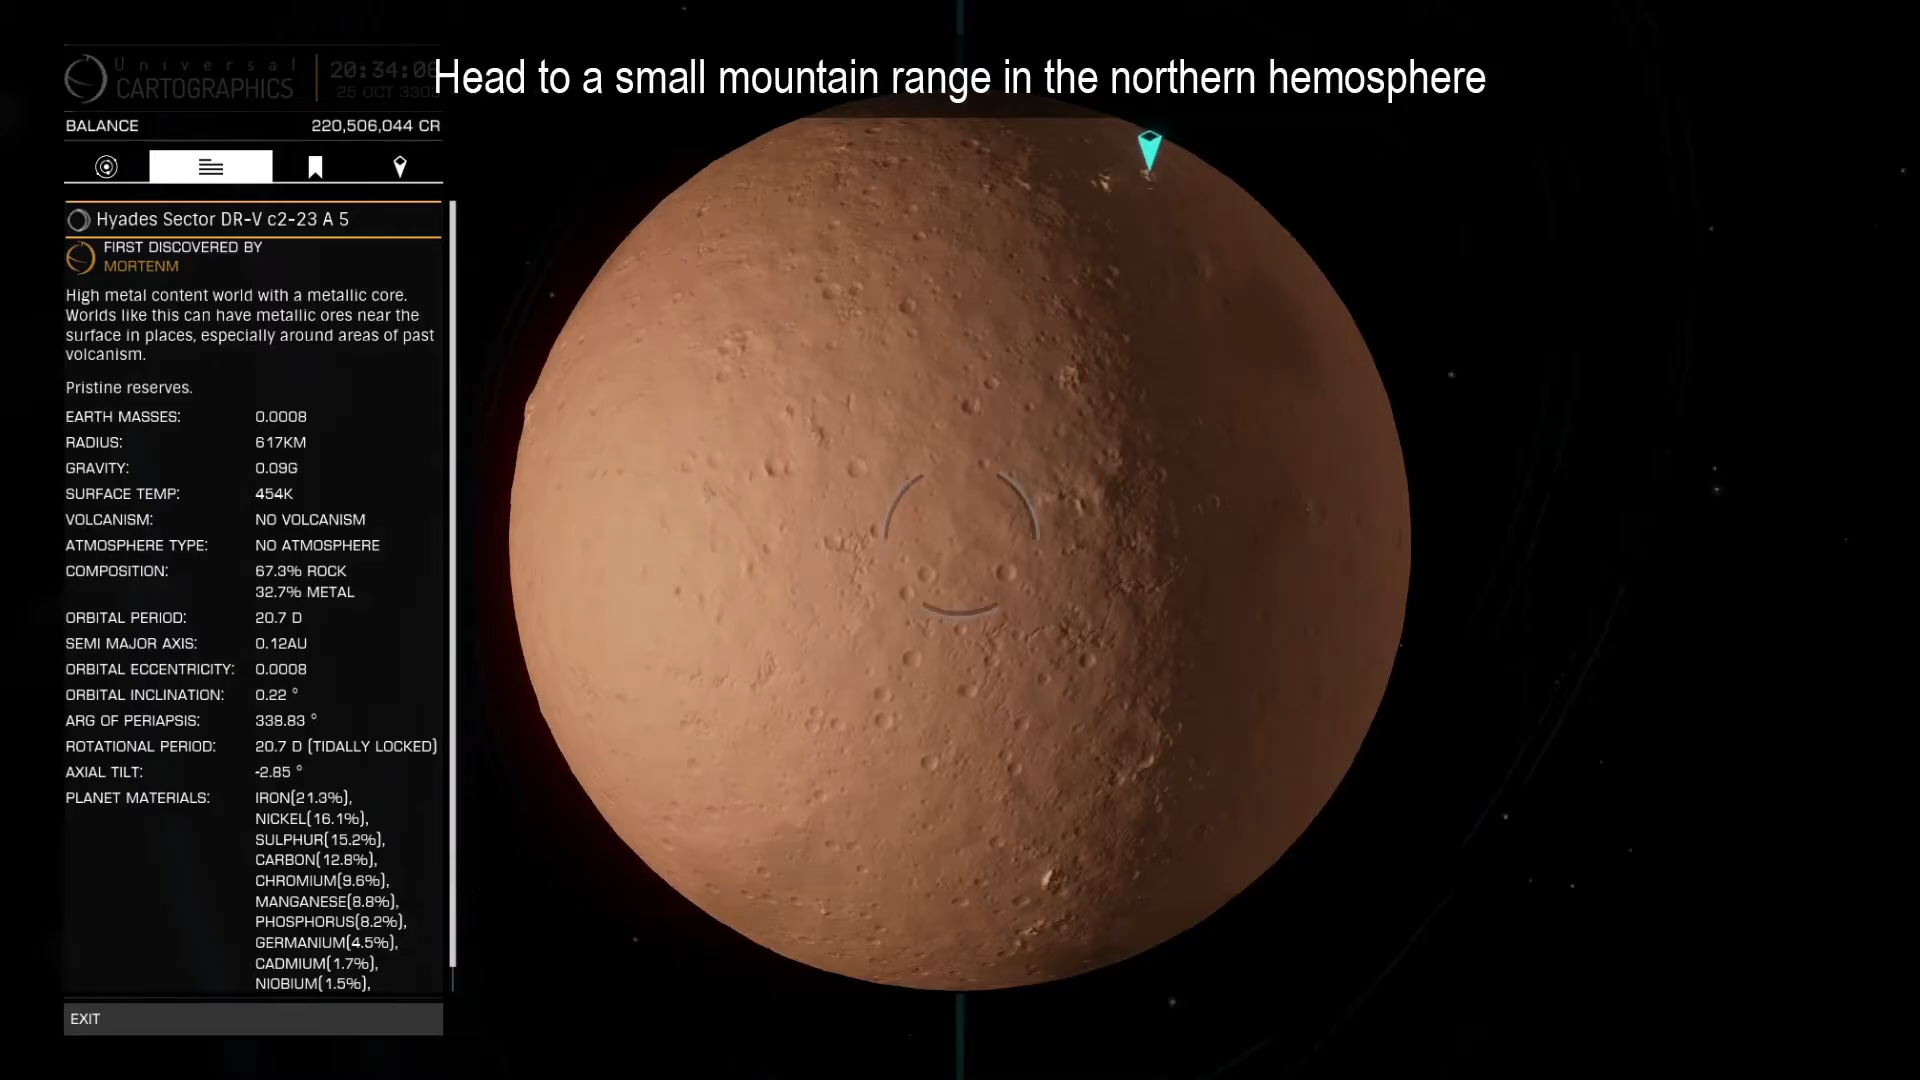 Head to a small mountain range in the northern hemosphere
Universal
CARTOGRAPHICS
20:34:06
25 OCT 3302
BALANCE 220,506,044 CR
Hyades Sector DR-V c2-23 A 5
FIRST DISCOVERED BY
MORTENM
High metal content world with a metallic core.
Worlds like this can have metallic ores near the
surface in places, especially around areas of past
volcanism.
Pristine reserves.
EARTH MASSES: 0.0008
RADIUS: 617KM
GRAVITY: 0.09G
SURFACE TEMP: 454K
VOLCANISM: NO VOLCANISM
ATMOSPHERE TYPE: NO ATMOSPHERE
COMPOSITION: 67.3% ROCK
32.7% METAL
ORBITAL PERIOD: 20.7 D
SEMI MAJOR AXIS: 0.12AU
ORBITAL ECCENTRICITY: 0.0008
ORBITAL INCLINATION: 0.22 °
ARG OF PERIAPSIS: 338.83 °
ROTATIONAL PERIOD: 20.7 D (TIDALLY LOCKED)
AXIAL TILT: -2.85 °
PLANET MATERIALS: IRON(21.3%),
NICKEL(16.1%),
SULPHUR(15.2%),
CARBON(12.8%),
CHROMIUM(9.6%),
MANGANESE(8.8%),
PHOSPHORUS(8.2%),
GERMANIUM(4.5%),
CADMIUM(1.7%),
NIOBIUM(1.5%),
EXIT